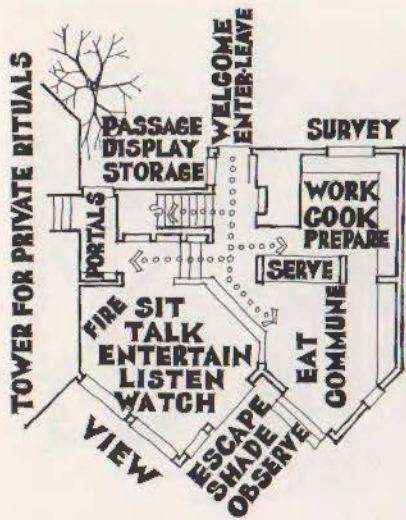 TOWER FOR PRIVATE RITUALS
PASSAGE
DISPLAY
STORAGE
WELCOME
ENTER-LEAVE
SURVEY
PORTALS
WORK
COOK
PREPARE
SERVE
FIRE
SIT
TALK
ENTERTAIN
LISTEN
WATCH
EAT
COMMUNE
VIEW
ESCAPE
SHADE
OBSERVE